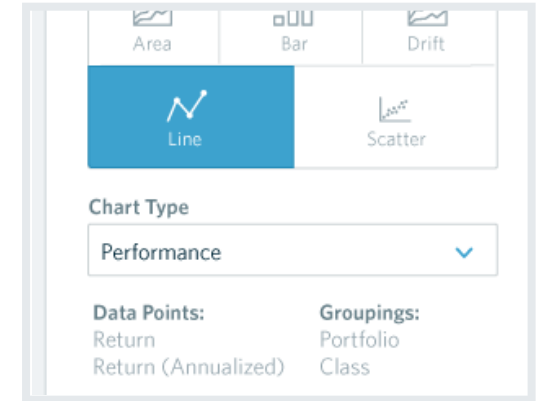 Area Bar Drift
Line Scatter
Chart Type
Performance
Data Points: Groupings:
Return Portfolio
Return (Annualized) Class